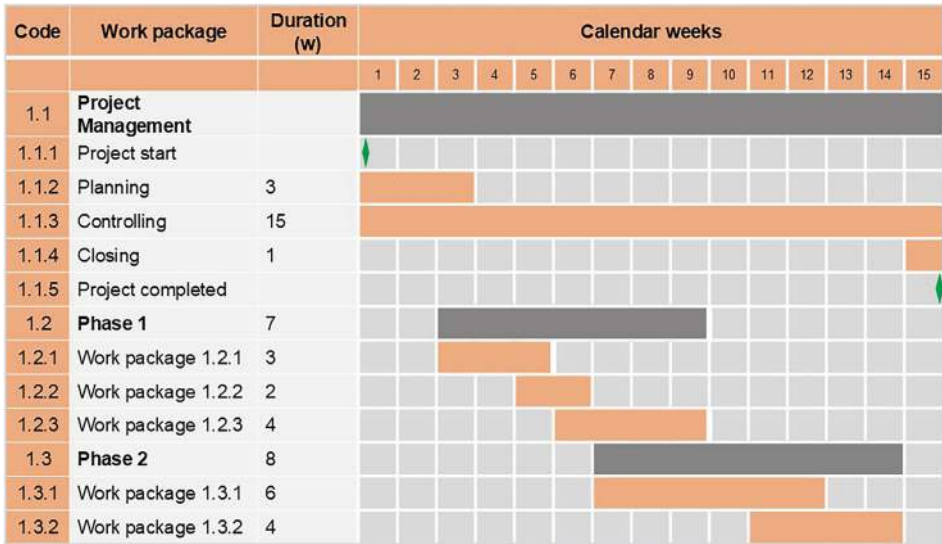 Code Work package Duration (w) Calendar weeks
1 2 3 4 5 6 7 8 9 10 11 12 13 14 15
1.1 Project Management
1.1.1 Project start
1.1.2 Planning 3
1.1.3 Controlling 15
1.1.4 Closing 1
1.1.5 Project completed
1.2 Phase 1 7
1.2.1 Work package 1.2.1 3
1.2.2 Work package 1.2.2 2
1.2.3 Work package 1.2.3 4
1.3 Phase 2 8
1.3.1 Work package 1.3.1 6
1.3.2 Work package 1.3.2 4